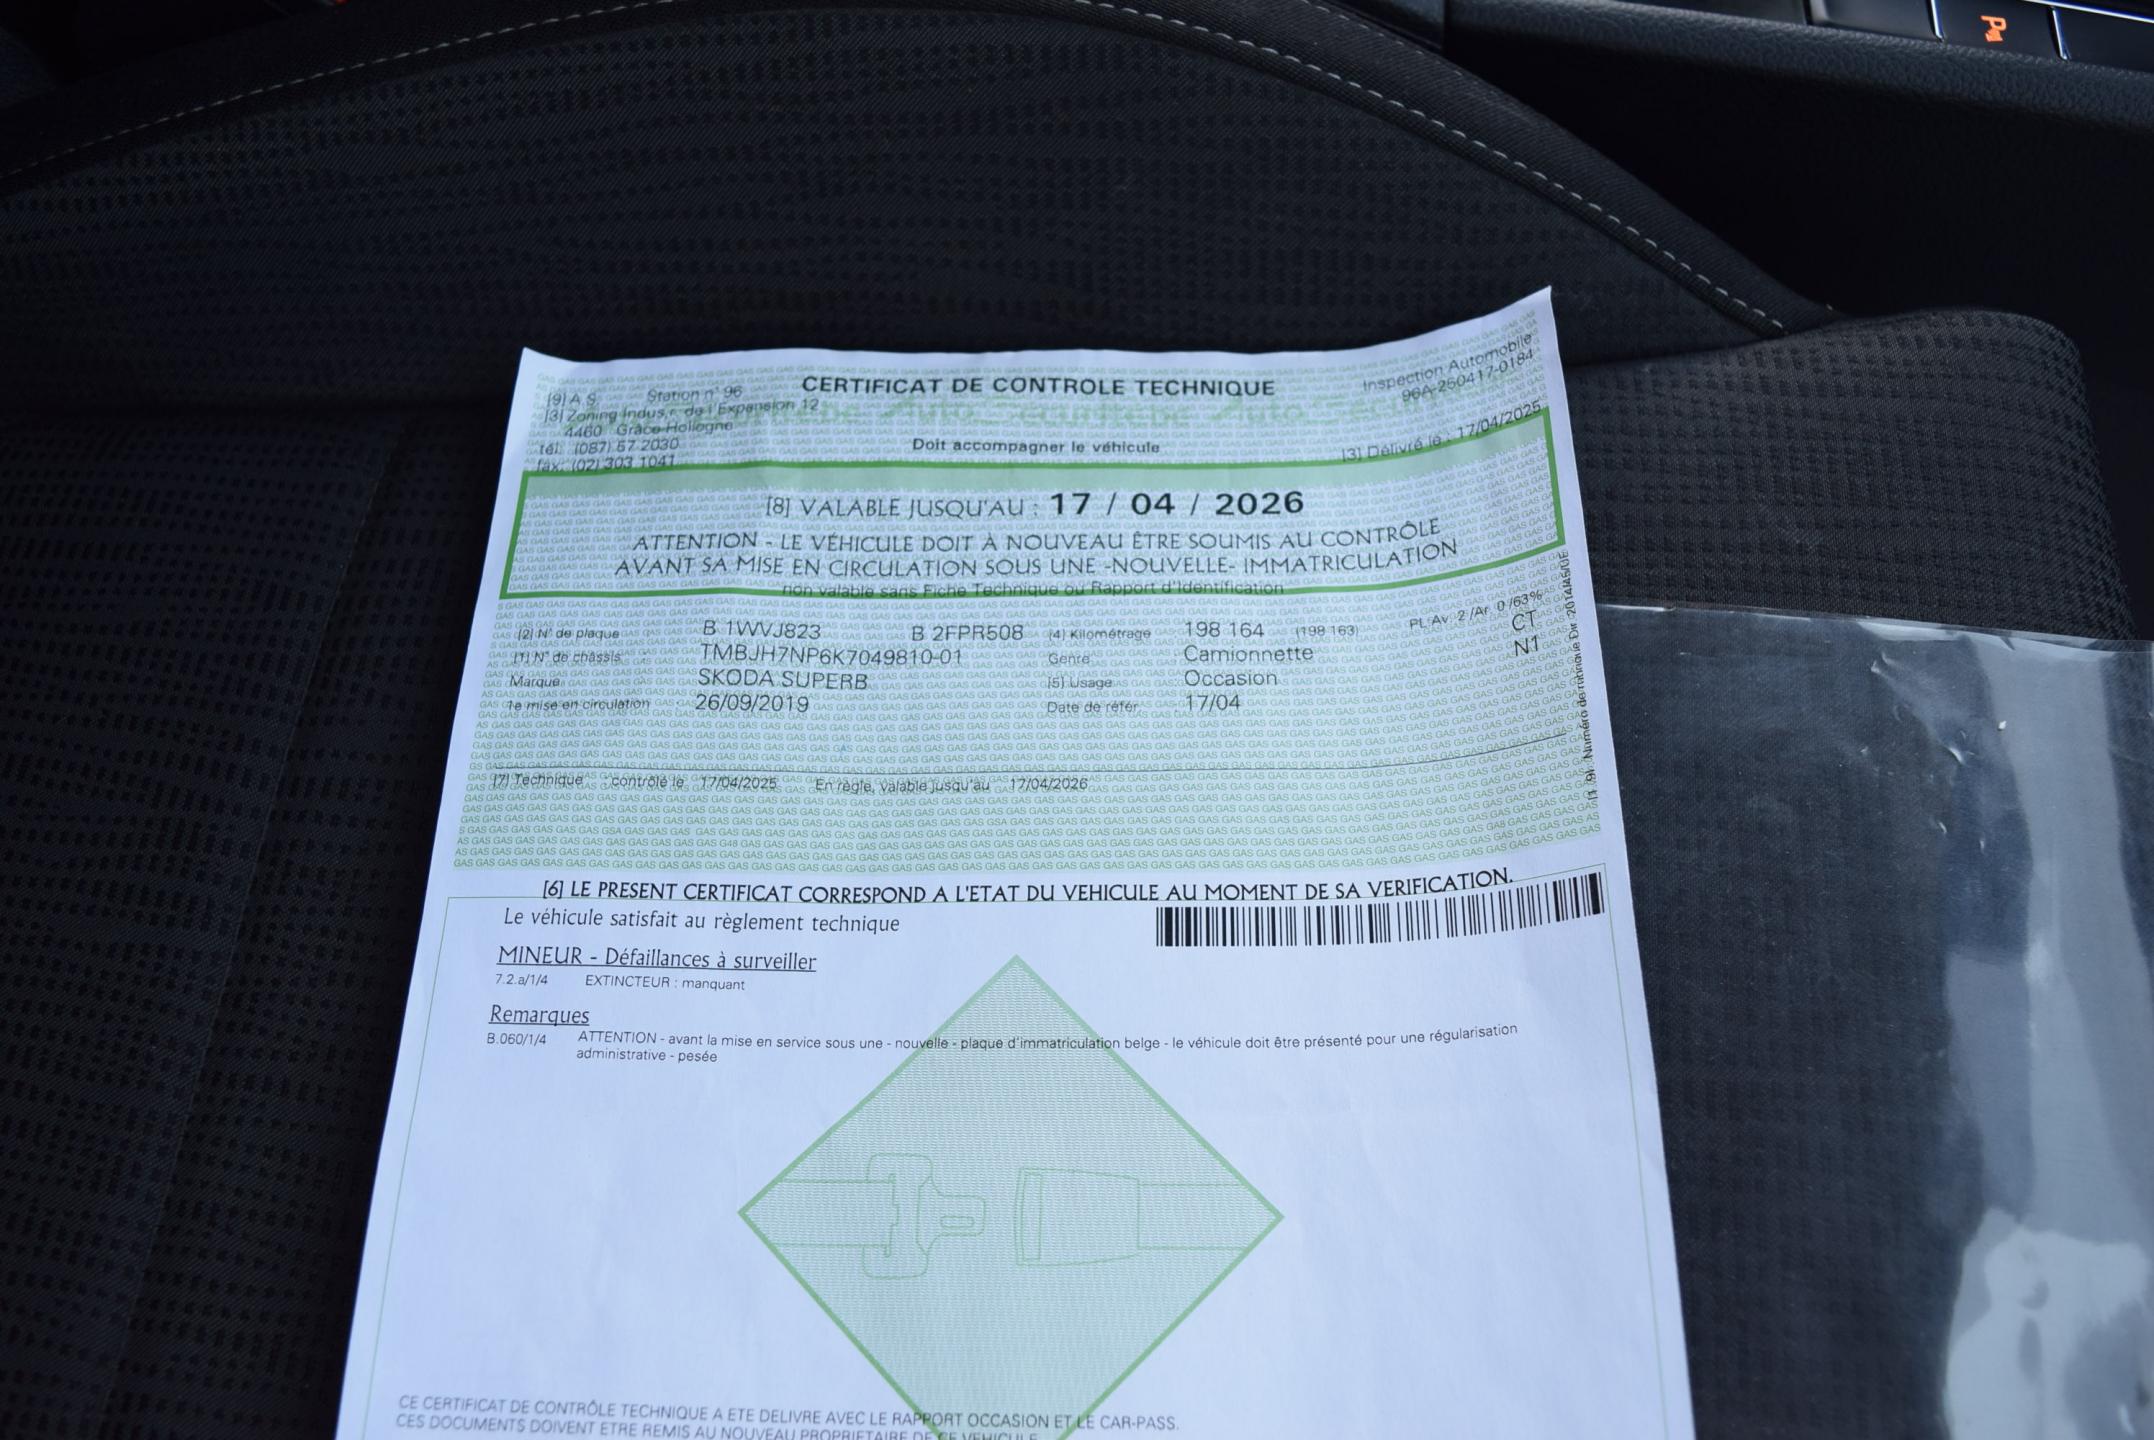 CERTIFICAT DE CONTROLE TECHNIQUE
Doit accompagner le véhicule
[9] A.S. Station n° 96
[3] Zoning Indus., de l'Expansion 12
4460 Grâce-Hollogne
tél.: (087) 57 2030
fax: (02) 303 1041
Inspection Automobile
96A-250417-0184
[3] Délivré le : 17/04/2025
[8] VALABLE JUSQU'AU : 17 / 04 / 2026
ATTENTION - LE VÉHICULE DOIT À NOUVEAU ÊTRE SOUMIS AU CONTRÔLE
AVANT SA MISE EN CIRCULATION SOUS UNE -NOUVELLE- IMMATRICULATION
non valable sans Fiche Technique ou Rapport d'Identification
[2] N° de plaque B 1WVJ823 B 2FPR508 [4] Kilométrage 198 164 (198 163) PL Av. 2 /Ar. 0 /63%
CT
[1] N° de châssis TMBJH7NP6K7049810-01 Genre Camionnette N1
Marque SKODA SUPERB [5] Usage Occasion
1e mise en circulation 26/09/2019 Date de référ. 17/04
[7] Technique contrôlé le 17/04/2025 En règle, valable jusqu'au 17/04/2026
[6] LE PRESENT CERTIFICAT CORRESPOND A L'ETAT DU VEHICULE AU MOMENT DE SA VERIFICATION.
Le véhicule satisfait au règlement technique
MINEUR - Défaillances à surveiller
7.2.a/1/4 EXTINCTEUR : manquant
Remarques
B.060/1/4 ATTENTION - avant la mise en service sous une - nouvelle - plaque d'immatriculation belge - le véhicule doit être présenté pour une régularisation
administrative - pesée
CE CERTIFICAT DE CONTRÔLE TECHNIQUE A ETE DELIVRE AVEC LE RAPPORT OCCASION ET LE CAR-PASS.
CES DOCUMENTS DOIVENT ETRE REMIS AU NOUVEAU PROPRIETAIRE DE CE VEHICULE